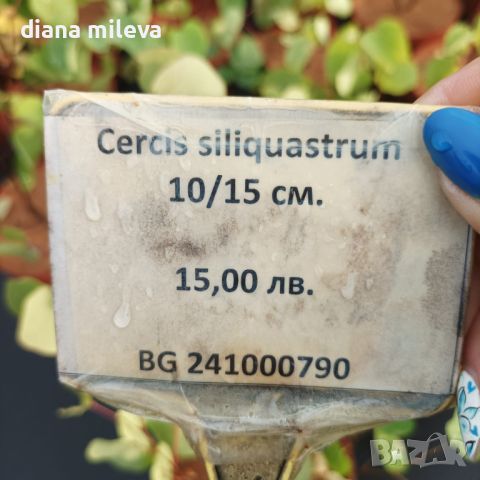 diana mileva
Cercis siliquastrum
10/15 см.
15,00 лв.
BG 241000790
BAZAR